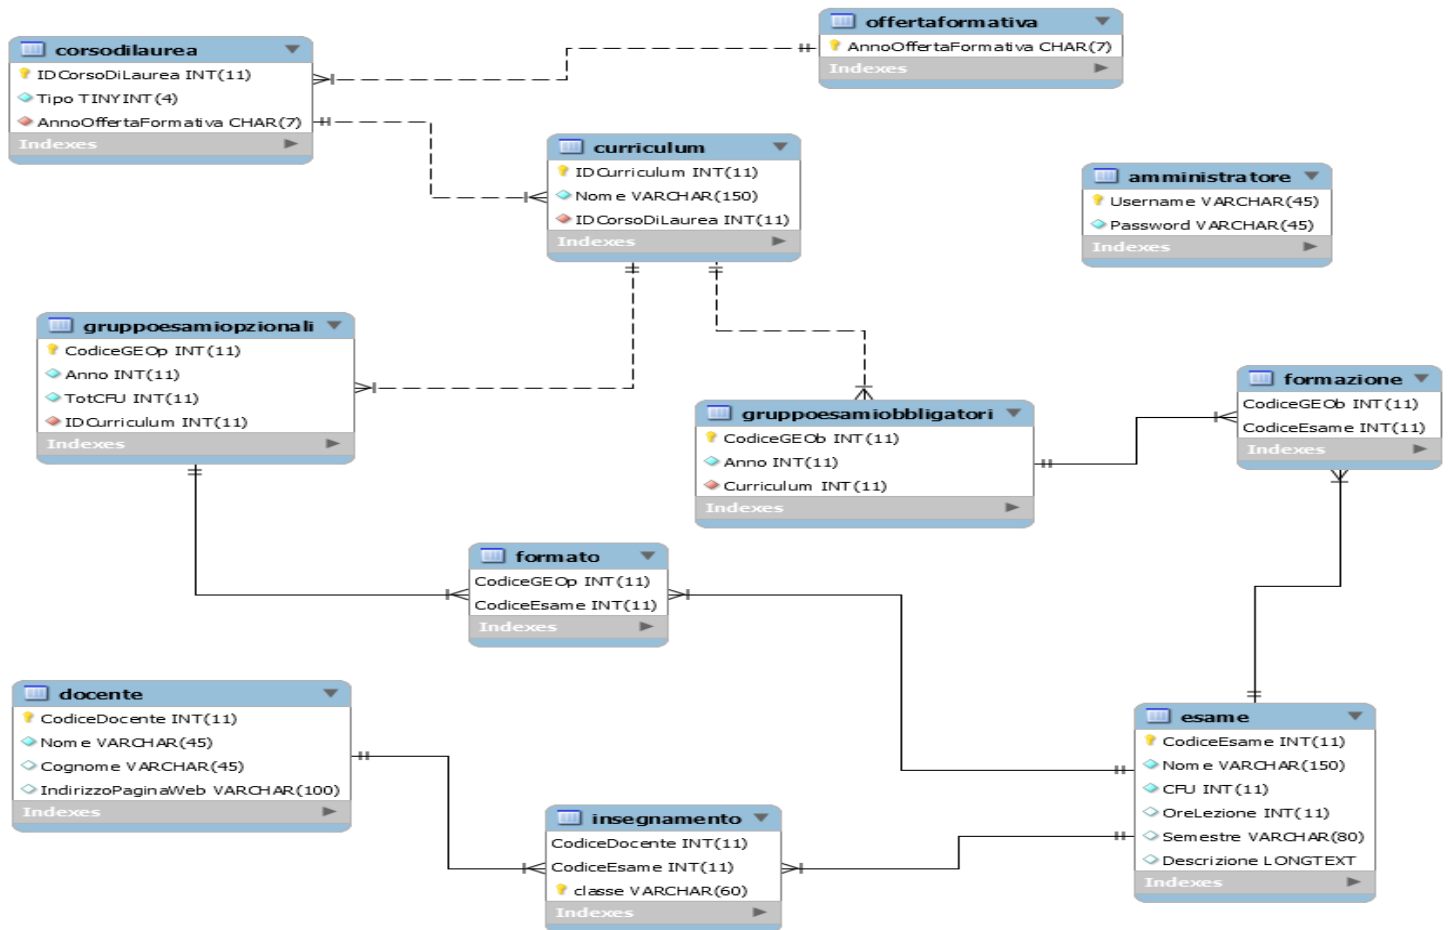 offertaformativa
AnnoOffertaFormativa CHAR(7)
Indexes
corsodilaurea
IDCorsoDiLaurea INT(11)
Tipo TINYINT(4)
AnnoOffertaFormativa CHAR(7)
Indexes
curriculum
IDCurriculum INT(11)
Nome VARCHAR(150)
IDCorsoDiLaurea INT(11)
Indexes
amministratore
Username VARCHAR(45)
Password VARCHAR(45)
Indexes
gruppoesamiopzionali
CodiceGEOp INT(11)
Anno INT(11)
TotCFU INT(11)
IDCurriculum INT(11)
Indexes
gruppoesamiobbligatori
CodiceGEOb INT(11)
Anno INT(11)
Curriculum INT(11)
Indexes
formazione
CodiceGEOb INT(11)
CodiceEsame INT(11)
Indexes
formato
CodiceGEOp INT(11)
CodiceEsame INT(11)
Indexes
docente
CodiceDocente INT(11)
Nome VARCHAR(45)
Cognome VARCHAR(45)
IndirizzoPaginaWeb VARCHAR(100)
Indexes
insegnamento
CodiceDocente INT(11)
CodiceEsame INT(11)
classe VARCHAR(60)
Indexes
esame
CodiceEsame INT(11)
Nome VARCHAR(150)
CFU INT(11)
OreLezione INT(11)
Semestre VARCHAR(80)
Descrizione LONGTEXT
Indexes